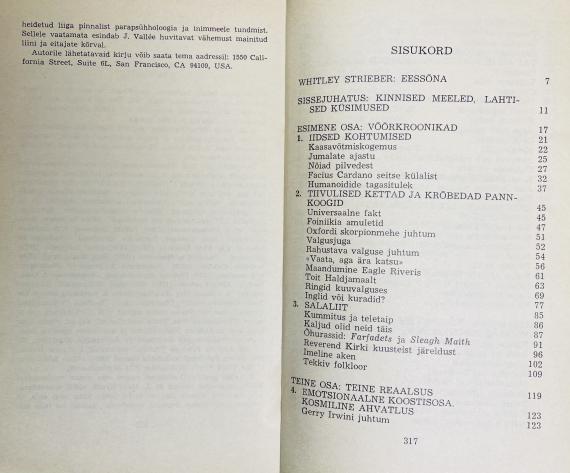 heidetud liiga pinnalist parapsühholoogia ja inimmeele tundmist.
Sellele vaatamata esindab J. Vallée huvitavat vähemust mainitud
liini ja eitajate kõrval.
Autorile lähetatavaid kirju võib saata tema aadressil: 1550 Cali-
fornia Street, Suite 6L, San Francisco, CA 94109, USA.
SISUKORD
WHITLEY STRIEBER: EESSÕNA 7
SISSEJUHATUS: KINNISED MEELED, LAHTI-
SED KÜSIMUSED 11
ESIMENE OSA: VÕÕRKROONIKAD 17
1. IIDSED KOHTUMISED 21
Kaasavõtmiskogemus 22
Jumalate ajastu 25
Nõiad pilvedest 27
Facius Cardano seitse külalist 32
Humanoidide tagasitulek 37
2. TIIVULISED KETTAD JA KRÕBEDAD PANN-
KOOGID 45
Universaalne fakt 45
Foiniikia amuletid 47
Oxfordi skorpionmehe juhtum 51
Valgusjuga 52
Rahustava valguse juhtum 54
«Vaata, aga ära katsu» 56
Maandumine Eagle Riveris 61
Toit Haldjamaalt 63
Ringid kuuvalguses 69
Inglid või kuradid? 77
3. SALALIIT 85
Kummitus ja teletaip 86
Kaljud olid neid täis 87
Õhurassid: Farfadets ja Sleagh Maith 91
Reverend Kirki kuusteist järeldust 96
Imeline aken 102
Tekkiv folkloor 109
TEINE OSA: TEINE REAALSUS 119
4. EMOTSIONAALNE KOOSTISOSA.
KOSMILINE AHVATLUS 123
Gerry Irwini juhtum 123
317